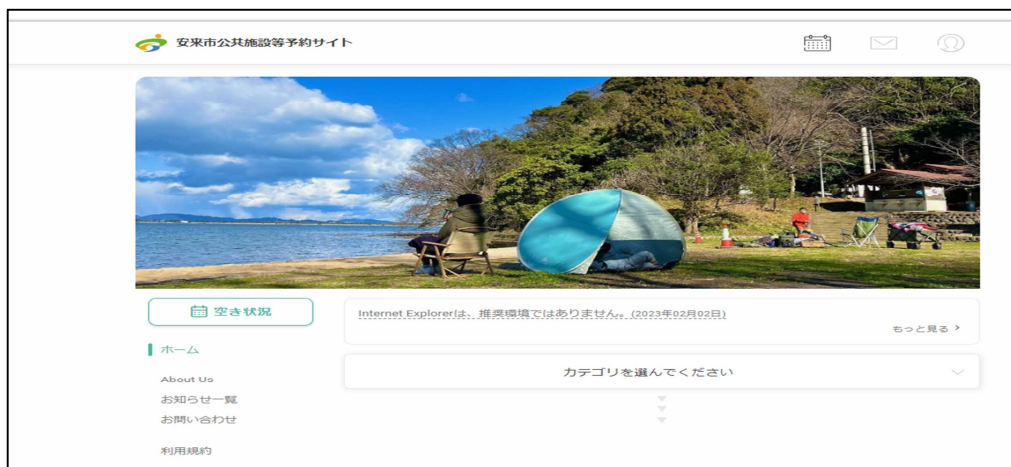 安来市公共施設等予約サイト
空き状況
Internet Explorerは、推奨環境ではありません。(2023年02月02日)
もっと見る
ホーム
カテゴリを選んでください
About Us
お知らせ一覧
お問い合わせ
利用規約